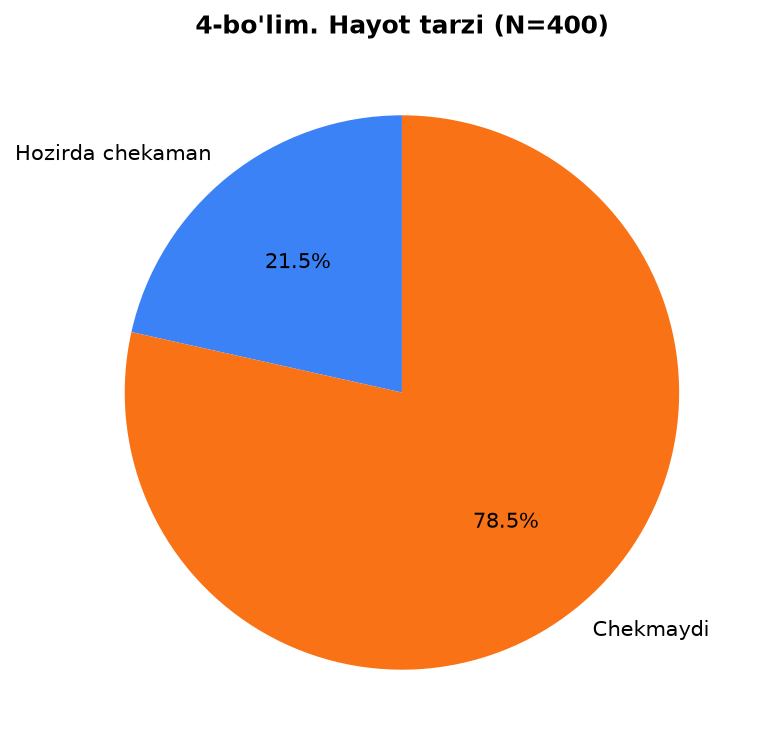 4-bo'lim. Hayot tarzi (N=400)
Hozirda chekaman
21.5%
78.5%
Chekmaydi